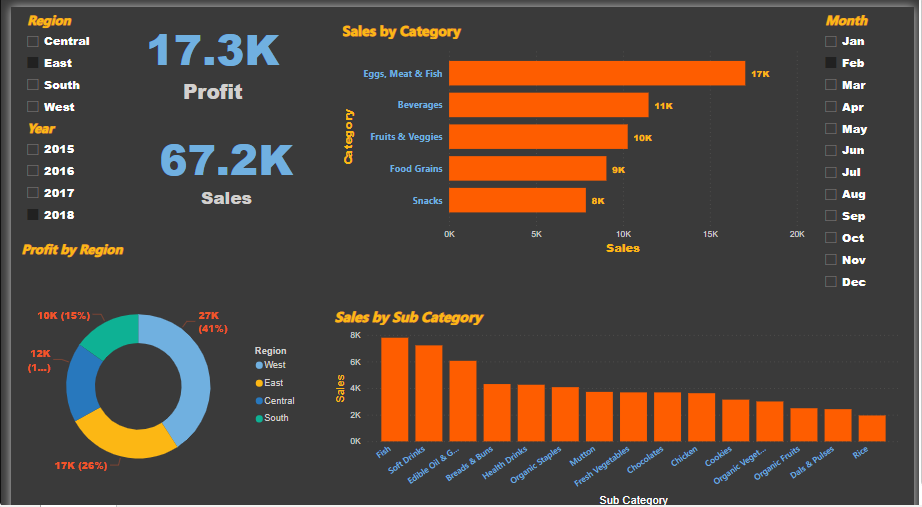 Region
Central
East
South
West
Year
2015
2016
2017
2018
17.3K
Profit
67.2K
Sales
Sales by Category
Category
Eggs, Meat & Fish
17K
Beverages
11K
Fruits & Veggies
10K
Food Grains
9K
Snacks
8K
0K
5K
10K
15K
20K
Sales
Month
Jan
Feb
Mar
Apr
May
Jun
Jul
Aug
Sep
Oct
Nov
Dec
Profit by Region
10K (15%)
27K
(41%)
12K
(1...)
17K (26%)
Region
West
East
Central
South
Sales by Sub Category
Sales
8K
6K
4K
2K
0K
Fish
Soft Drinks
Edible Oil & G...
Breads & Buns
Health Drinks
Organic Staples
Mutton
Fresh Vegetables
Chocolates
Chicken
Cookies
Organic Veget...
Organic Fruits
Dals & Pulses
Rice
Sub Category